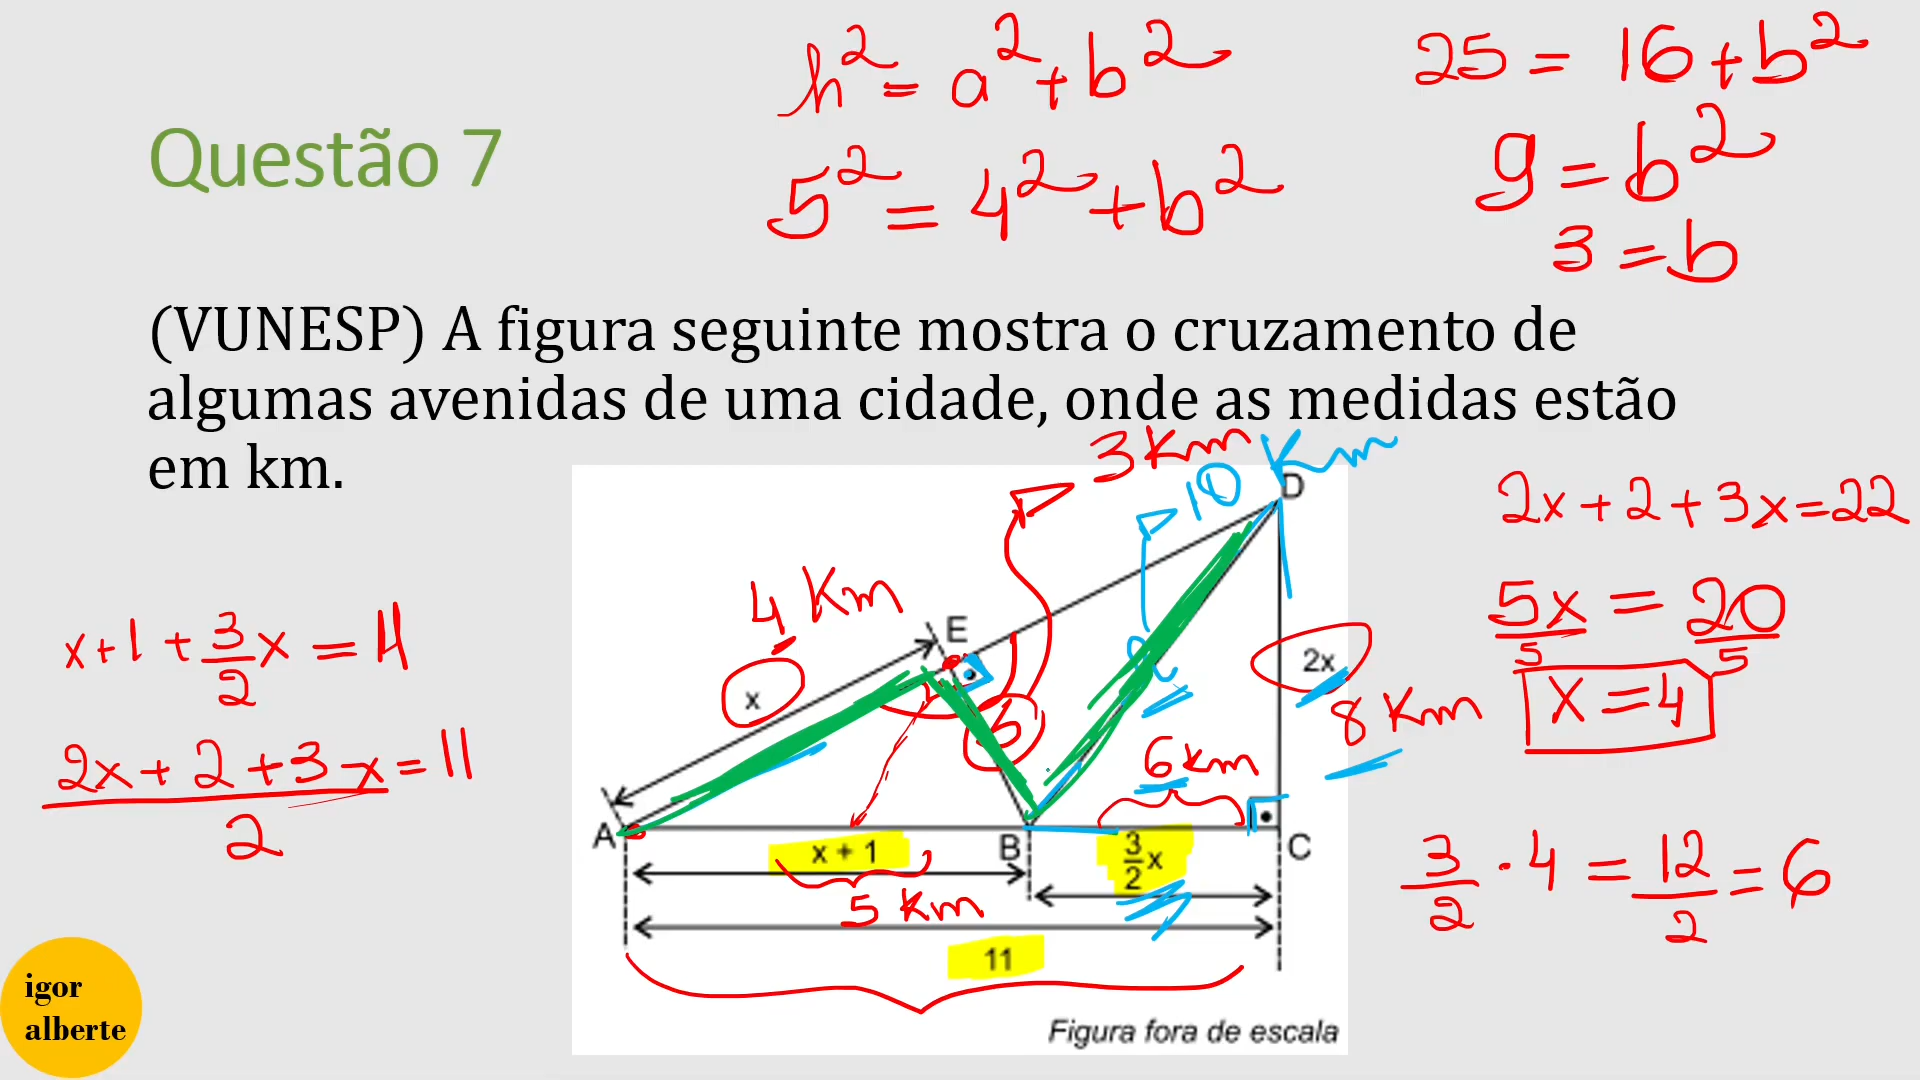 h² = a² + b²
25 = 16 + b²
Questão 7
5² = 4² + b²
9 = b²
3 = b
(VUNESP) A figura seguinte mostra o cruzamento de
algumas avenidas de uma cidade, onde as medidas estão
em km.
3 km
10 km
D
2x + 2 + 3x = 22
4 km
E
x + 1 + 3/2 x = 11
x
b
2x
5x/5 = 20/5
8 km
x = 4
2x + 2 + 3x/2 = 11
6 km
A
B
C
x + 1
3/2 x
3/2 · 4 = 12/2 = 6
5 km
11
igor
alberte
Figura fora de escala